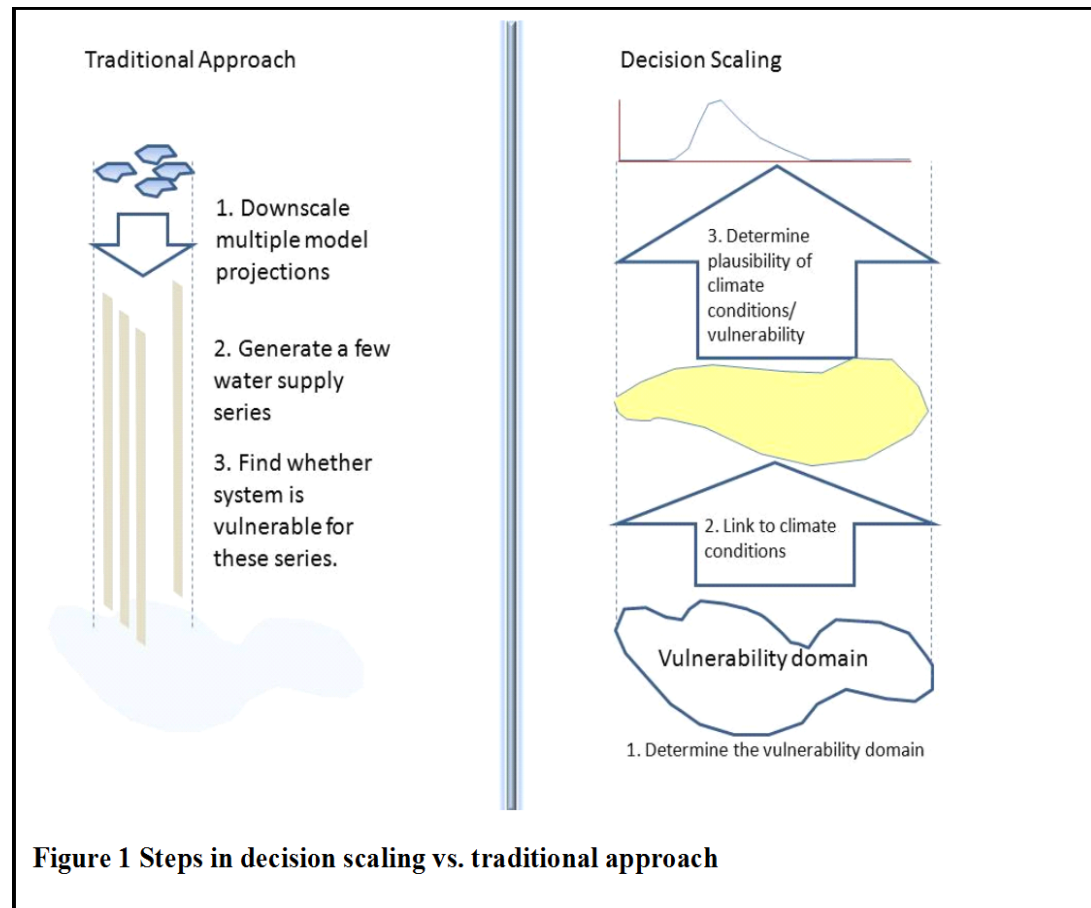 Traditional Approach
1. Downscale
multiple model
projections
2. Generate a few
water supply
series
3. Find whether
system is
vulnerable for
these series.
Decision Scaling
3. Determine
plausibility of
climate
conditions/
vulnerability
2. Link to climate
conditions
Vulnerability domain
1. Determine the vulnerability domain
Figure 1 Steps in decision scaling vs. traditional approach